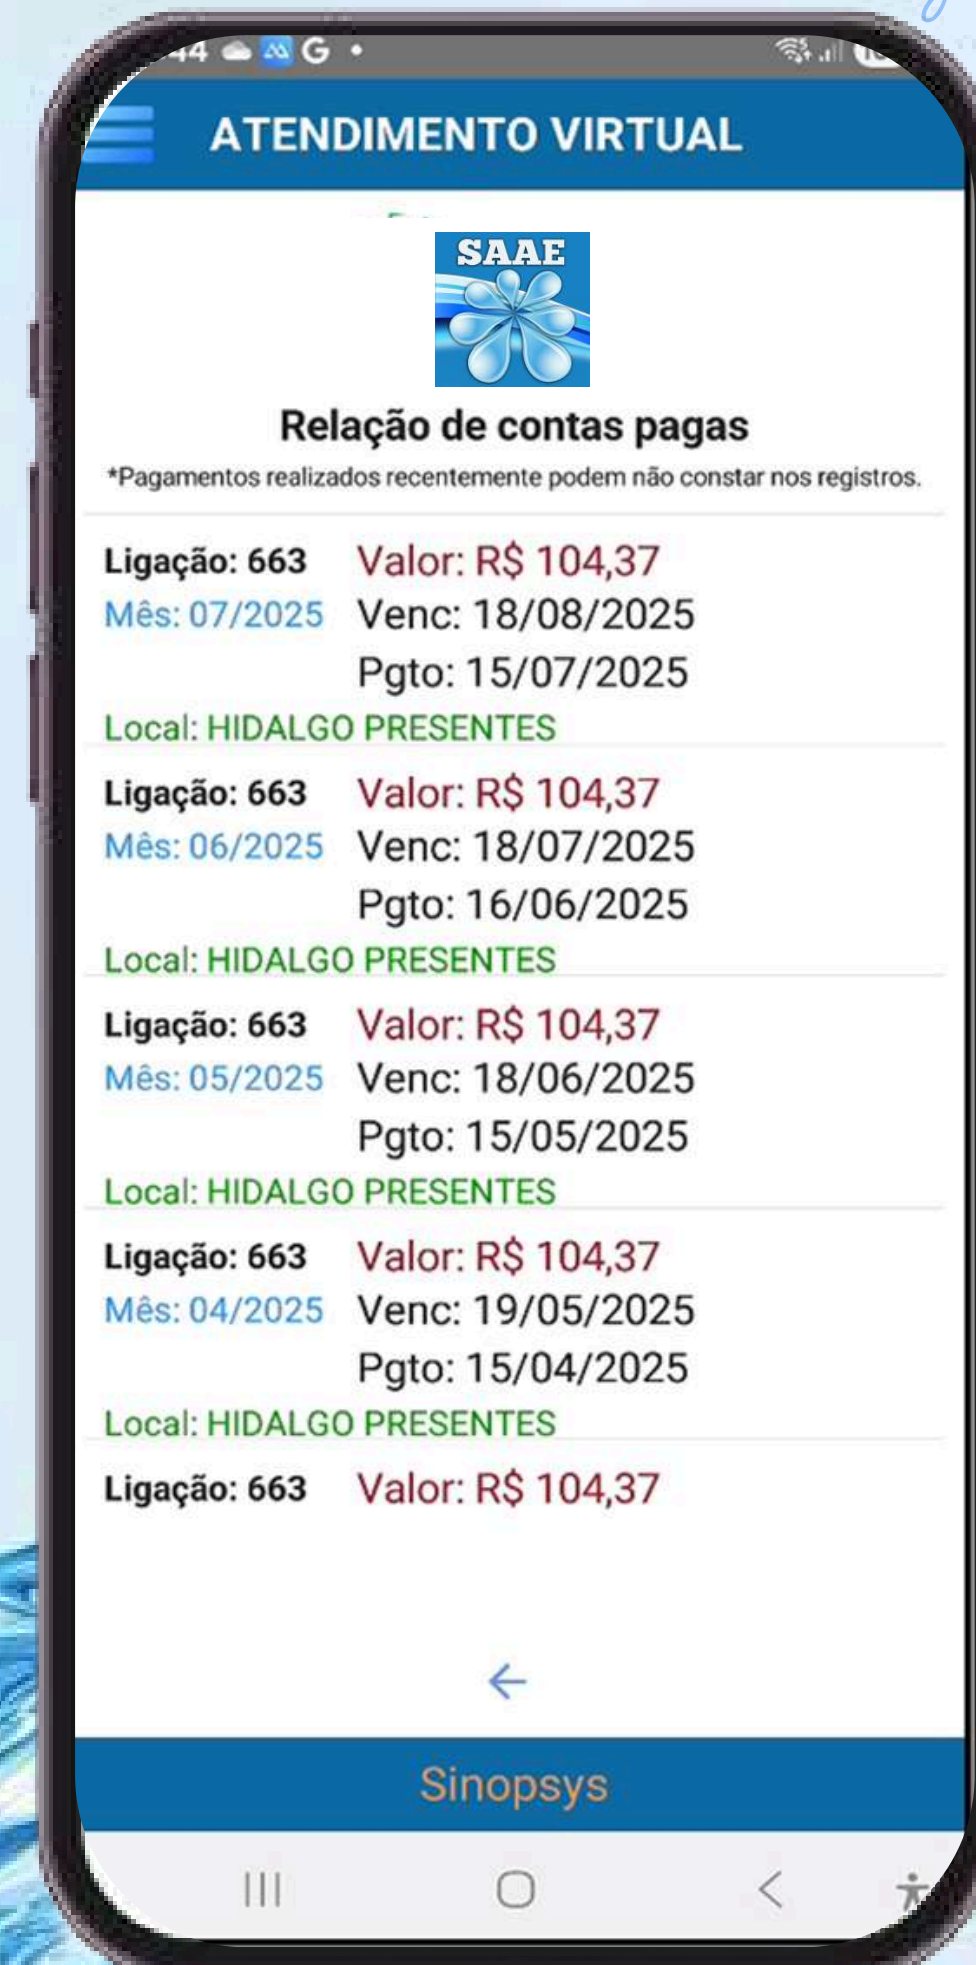 44 G
ATENDIMENTO VIRTUAL
SAAE
Relação de contas pagas
*Pagamentos realizados recentemente podem não constar nos registros.
Ligação: 663 Valor: R$ 104,37
Mês: 07/2025 Venc: 18/08/2025
Pgto: 15/07/2025
Local: HIDALGO PRESENTES
Ligação: 663 Valor: R$ 104,37
Mês: 06/2025 Venc: 18/07/2025
Pgto: 16/06/2025
Local: HIDALGO PRESENTES
Ligação: 663 Valor: R$ 104,37
Mês: 05/2025 Venc: 18/06/2025
Pgto: 15/05/2025
Local: HIDALGO PRESENTES
Ligação: 663 Valor: R$ 104,37
Mês: 04/2025 Venc: 19/05/2025
Pgto: 15/04/2025
Local: HIDALGO PRESENTES
Ligação: 663 Valor: R$ 104,37
Sinopsys